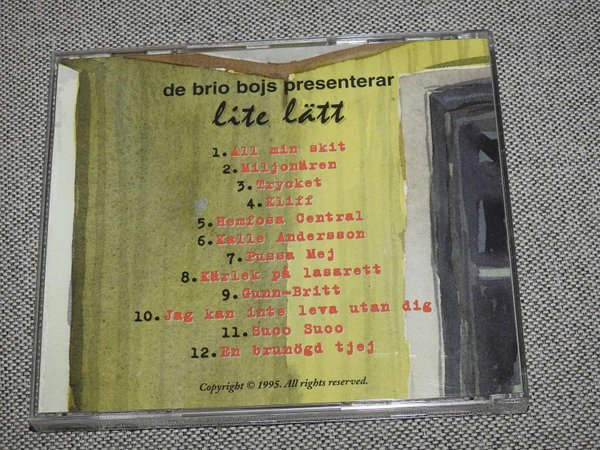 de brio bojs presenterar
lite lätt
1. All min skit
2. Miljonären
3. Trycket
4. Kliff
5. Hemfosa Central
6. Kalle Andersson
7. Pussa Mej
8. Kärlek på lasarett
9. Gunn-Britt
10. Jag kan inte leva utan dig
11. Suco Suco
12. En brunögd tjej
Copyright © 1995. All rights reserved.